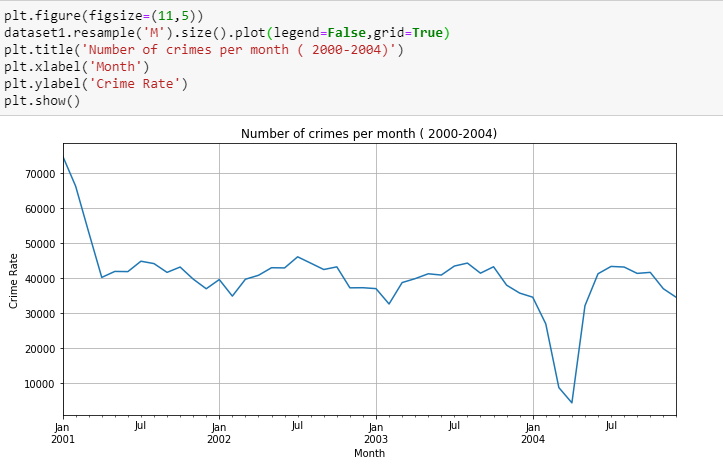 plt.figure(figsize=(11,5))
dataset1.resample('M').size().plot(legend=False,grid=True)
plt.title('Number of crimes per month ( 2000-2004)')
plt.xlabel('Month')
plt.ylabel('Crime Rate')
plt.show()
Number of crimes per month ( 2000-2004)
70000
60000
50000
40000
30000
20000
10000
Crime Rate
Jan Jul Jan Jul Jan Jul Jan Jul
2001 2002 2003 2004
Month